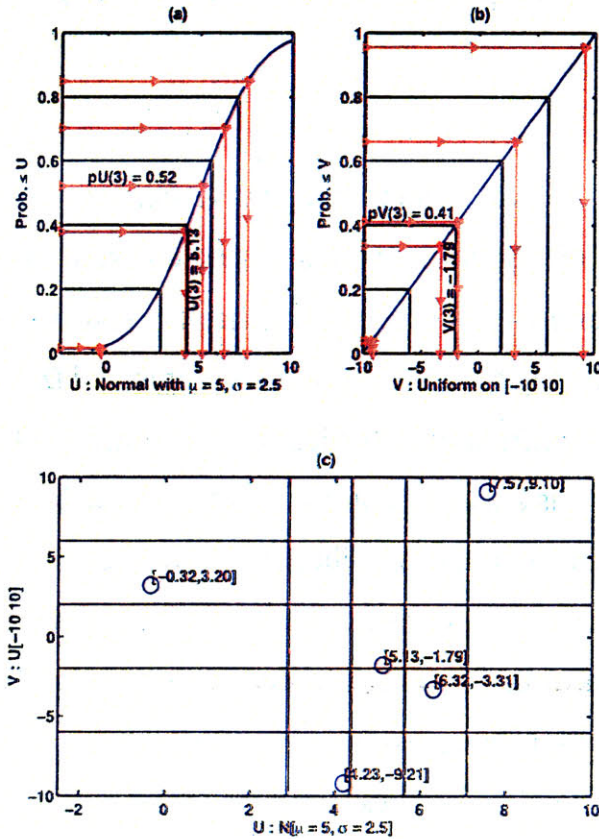 (a)
1
0.8
0.6
0.4
0.2
0
Prob. ≤ U
pU(3) = 0.52
U(3) = 5.13
0 5 10
U : Normal with μ = 5, σ = 2.5
(b)
1
0.8
0.6
0.4
0.2
0
Prob. ≤ V
pV(3) = 0.41
V(3) = -1.79
-10 -5 0 5 10
V : Uniform on [-10 10]
(c)
10
5
0
-5
-10
V : U[-10 10]
[7.57,9.10]
[-0.32,3.20]
[5.13,-1.79]
[6.32,-3.31]
[4.23,-9.21]
-2 0 2 4 6 8 10
U : N[μ = 5, σ = 2.5]